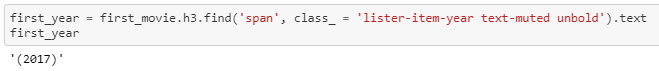 first_year = first_movie.h3.find('span', class_ = 'lister-item-year text-muted unbold').text
first_year
'(2017)'